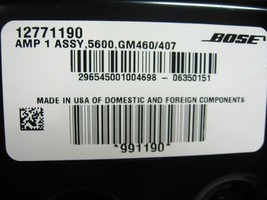 12771190
BOSE
AMP 1 ASSY,5600,GM460/407
296545001004698 - 06350151
MADE IN USA OF DOMESTIC AND FOREIGN COMPONENTS
*991190*